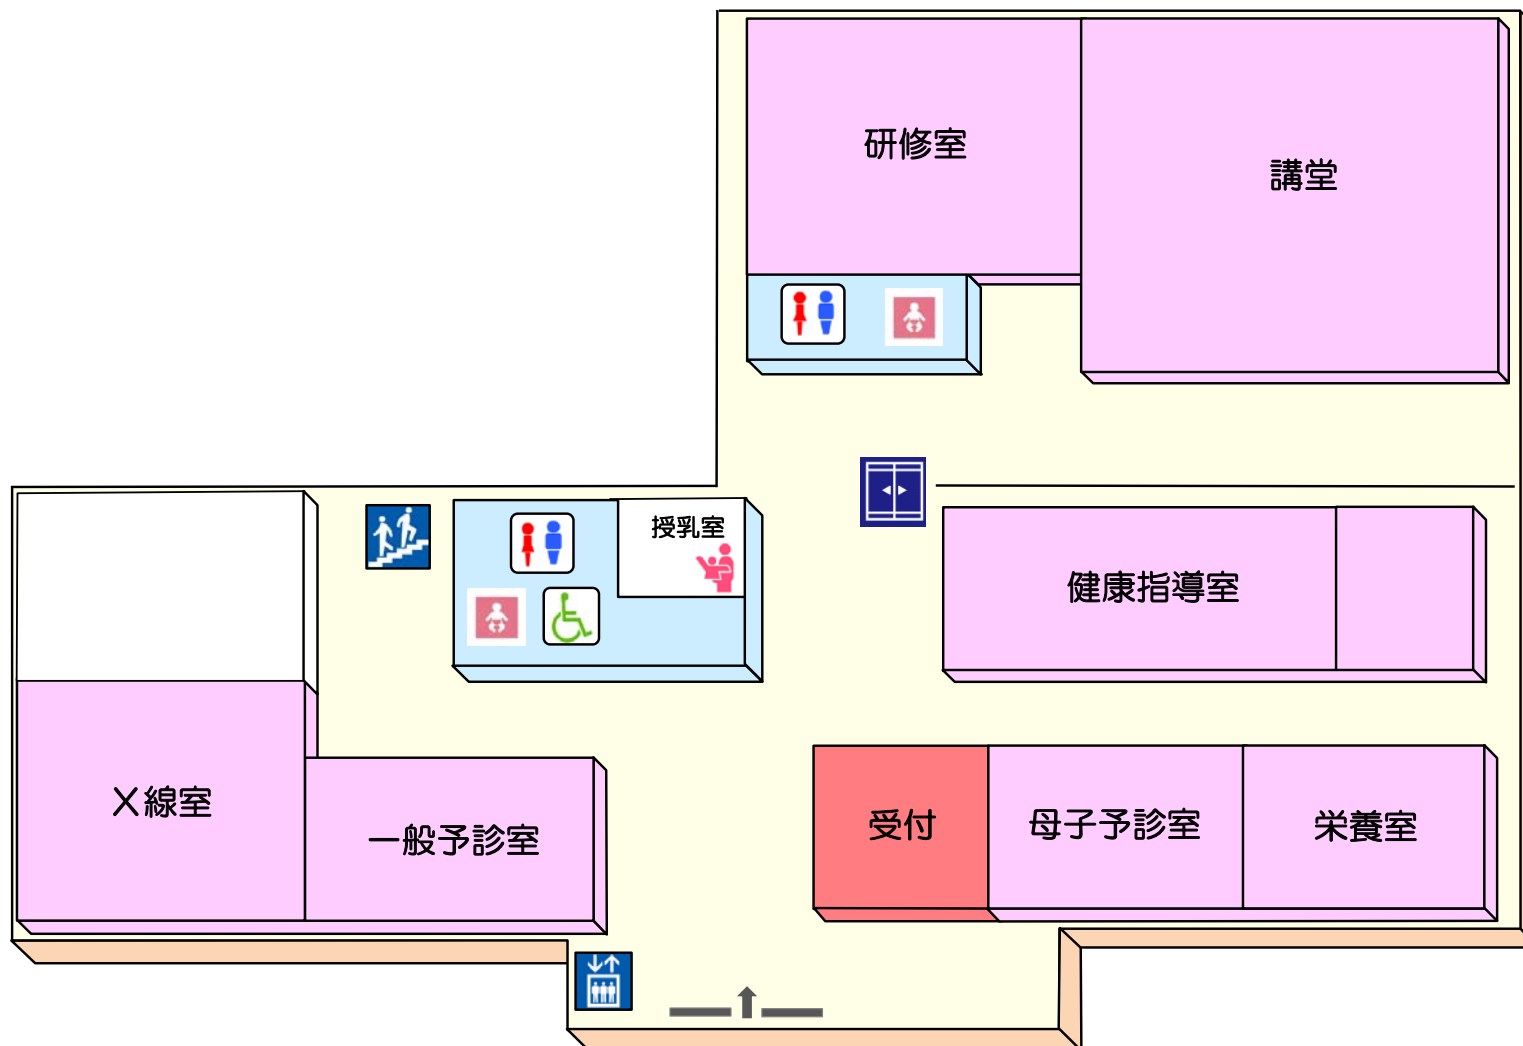 研修室
講堂
授乳室
健康指導室
X線室
一般予診室
受付
母子予診室
栄養室